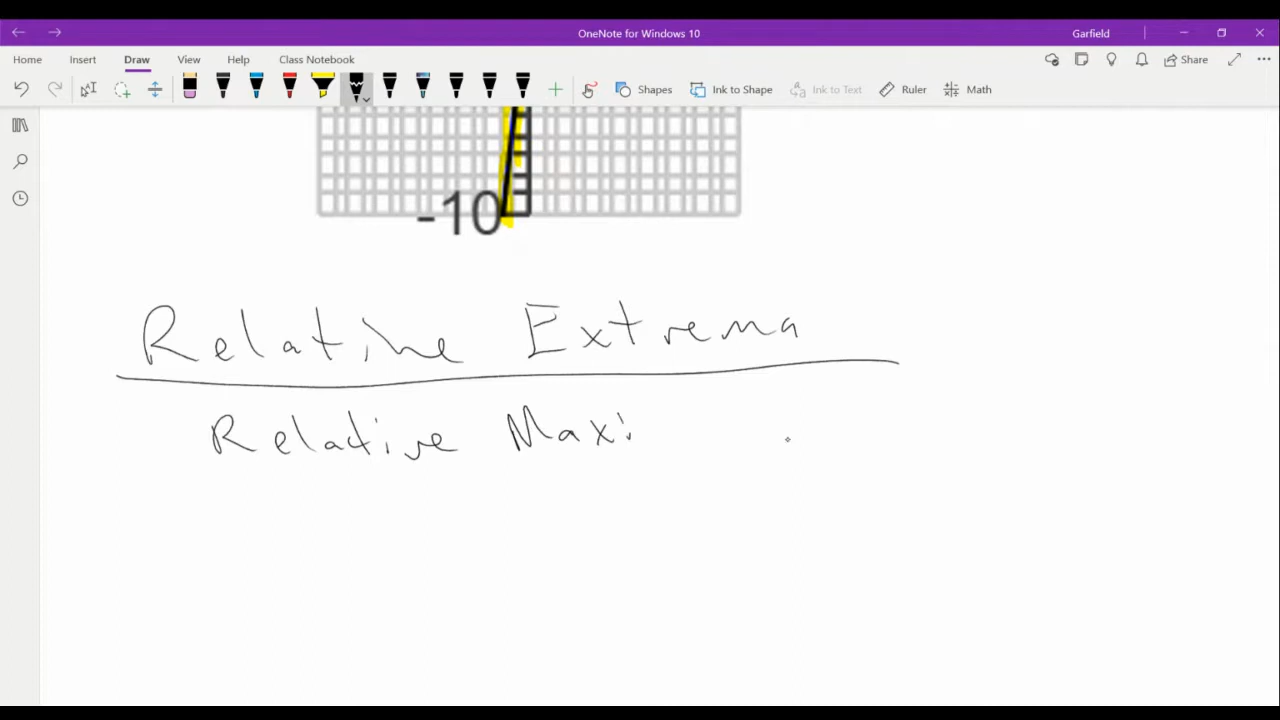 OneNote for Windows 10
Garfield
Home Insert Draw View Help Class Notebook
Share
Shapes Ink to Shape Ink to Text Ruler Math
-10
Relative Extrema
Relative Max: